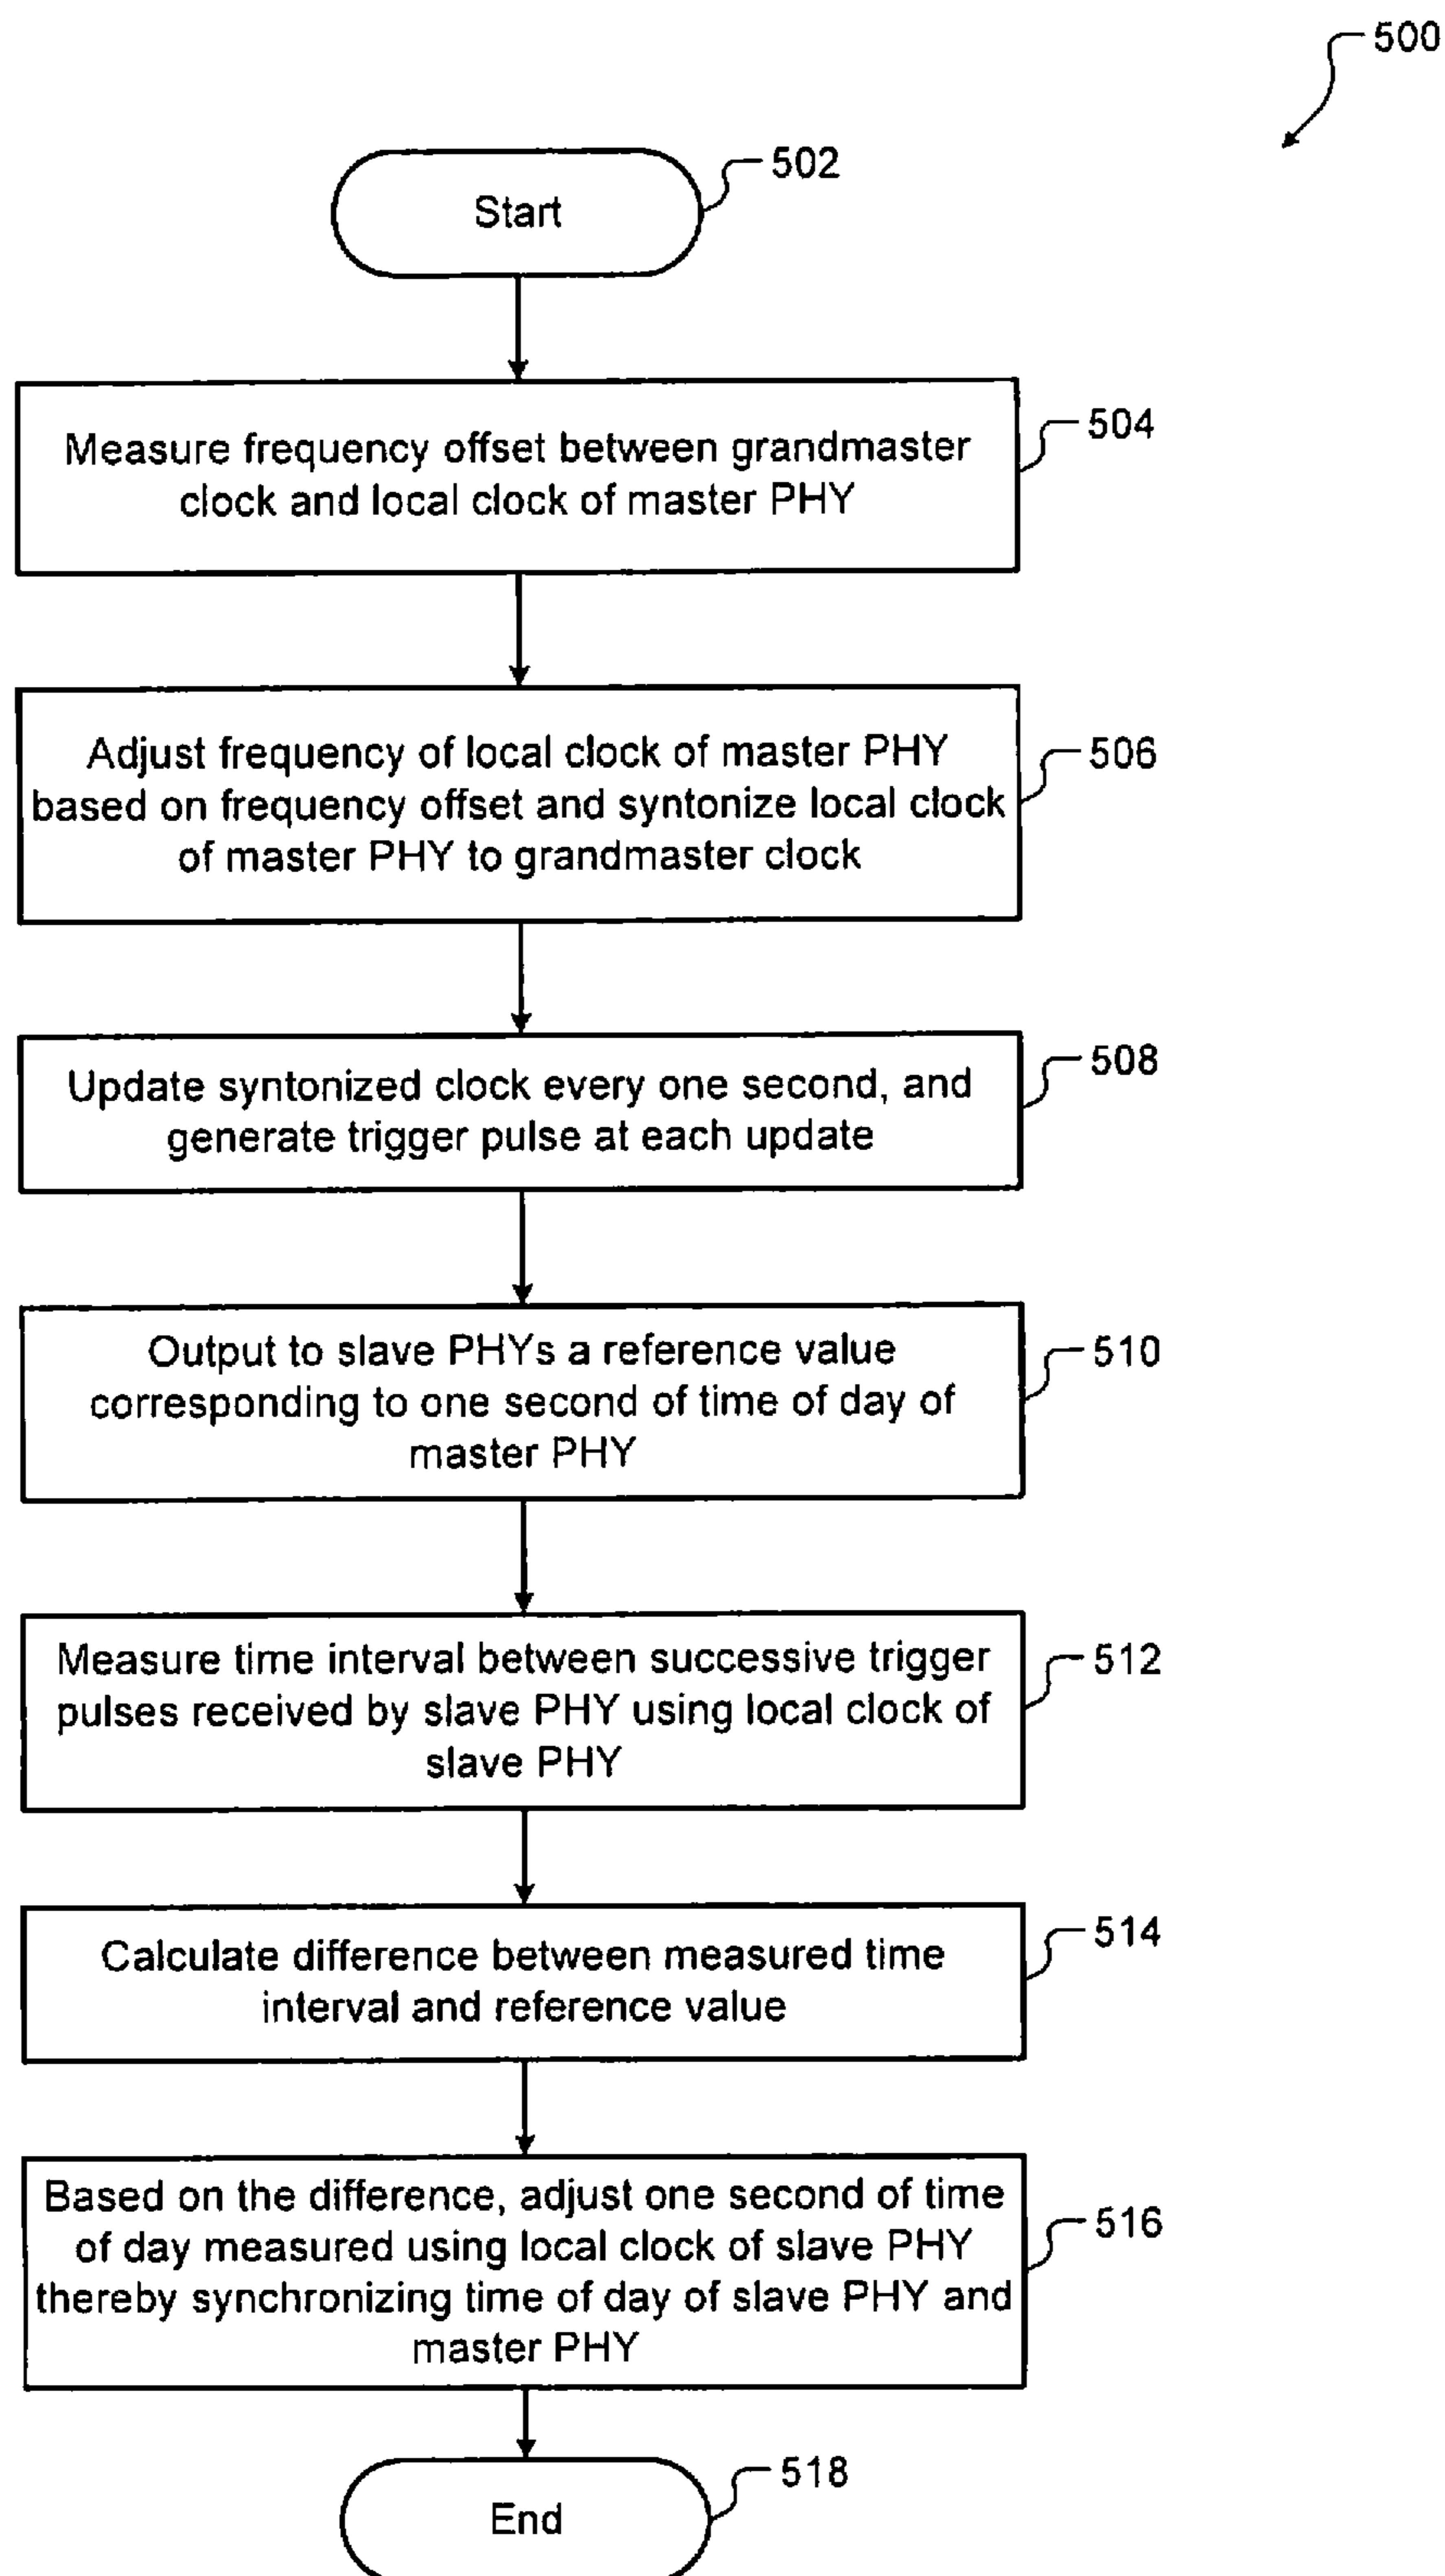 500
502
Start
504
Measure frequency offset between grandmaster
clock and local clock of master PHY
506
Adjust frequency of local clock of master PHY
based on frequency offset and syntonize local clock
of master PHY to grandmaster clock
508
Update syntonized clock every one second, and
generate trigger pulse at each update
510
Output to slave PHYs a reference value
corresponding to one second of time of day of
master PHY
512
Measure time interval between successive trigger
pulses received by slave PHY using local clock of
slave PHY
514
Calculate difference between measured time
interval and reference value
516
Based on the difference, adjust one second of time
of day measured using local clock of slave PHY
thereby synchronizing time of day of slave PHY and
master PHY
518
End